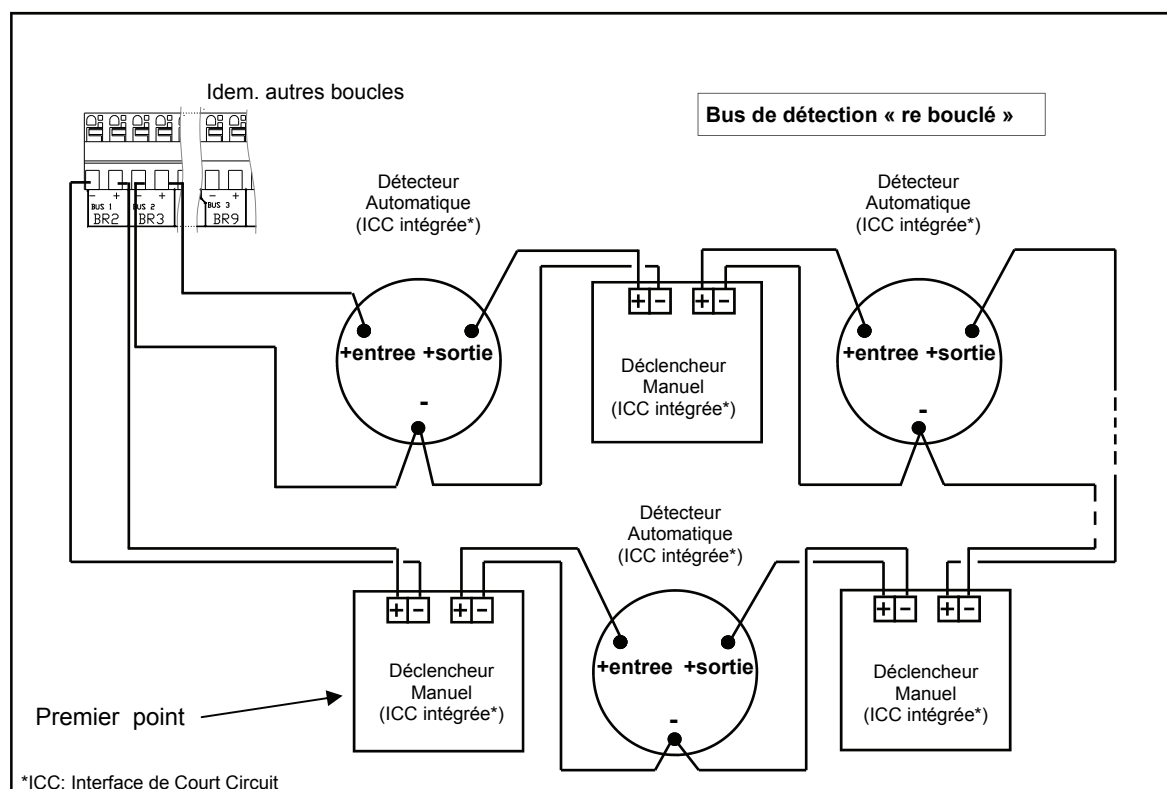 Idem. autres boucles
Bus de détection « re bouclé »
- + - + - +
BUS 1 BUS 2 BUS 3
BR2 BR3 BR9
Détecteur
Automatique
(ICC intégrée*)
Détecteur
Automatique
(ICC intégrée*)
+ - + -
+entree +sortie
-
Déclencheur
Manuel
(ICC intégrée*)
+entree +sortie
-
Détecteur
Automatique
(ICC intégrée*)
+ - + -
+ - + -
Déclencheur
Manuel
(ICC intégrée*)
+entree +sortie
-
Déclencheur
Manuel
(ICC intégrée*)
Premier point
*ICC: Interface de Court Circuit